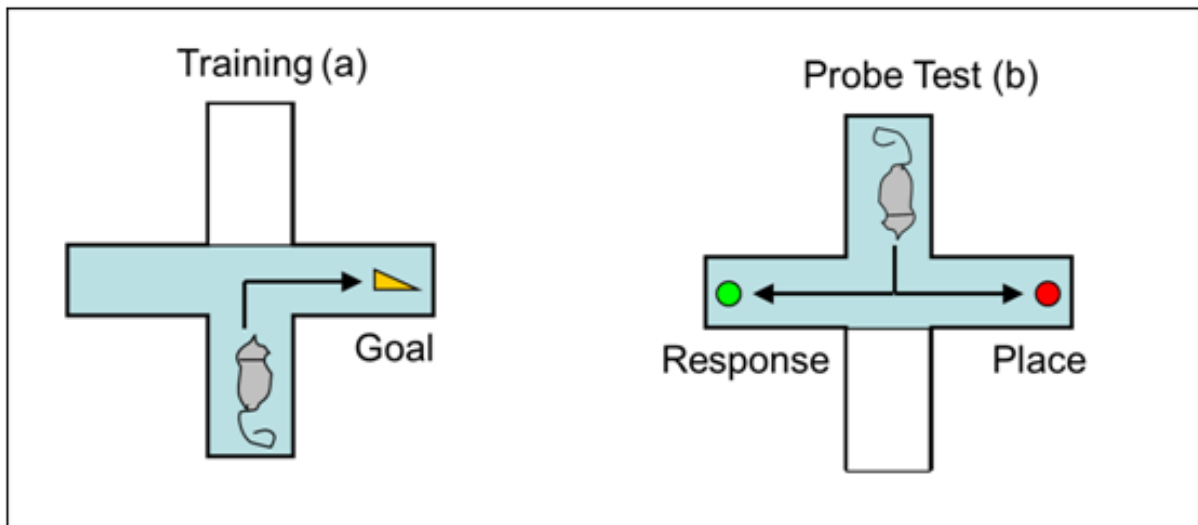 Training (a)
Goal
Probe Test (b)
Response
Place